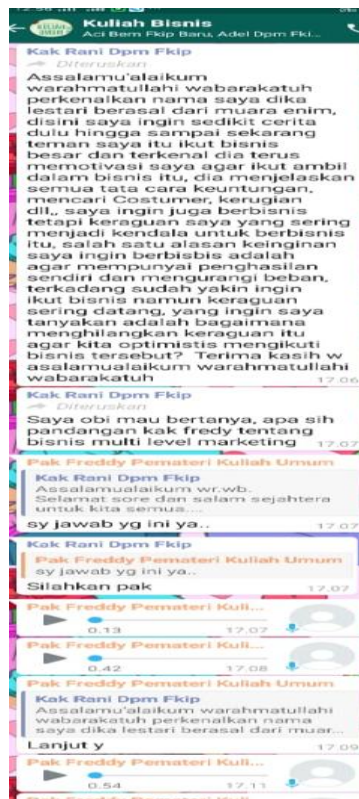 Kuliah Bisnis
Aci Bem Fkip Baru, Adel Dpm Fki...
Kak Rani Dpm Fkip
Diteruskan
Assalamu'alaikum
warahmatullahi wabarakatuh
perkenalkan nama saya dika
lestari berasal dari muara enim,
disini saya ingin sedikit cerita
dulu hingga sampai sekarang
teman saya itu ikut bisnis
besar dan terkenal dia terus
memotivasi saya agar ikut ambil
dalam bisnis itu, dia menjelaskan
semua tata cara keuntungan,
mencari Costumer, kerugian
dll,, saya ingin juga berbisnis
tetapi keraguan saya yang sering
menjadi kendala untuk berbisnis
itu, salah satu alasan keinginan
saya ingin berbisbis adalah
agar mempunyai penghasilan
sendiri dan mengurangi beban,
terkadang sudah yakin ingin
ikut bisnis namun keraguan
sering datang, yang ingin saya
tanyakan adalah bagaimana
menghilangkan keraguan itu
agar kita optimistis mengikuti
bisnis tersebut? Terima kasih w
asalamualaikum warahmatullahi
wabarakatuh 17.06
Kak Rani Dpm Fkip
Diteruskan
Saya obi mau bertanya, apa sih
pandangan kak fredy tentang
bisnis multi level marketing 17.07
Pak Freddy Pemateri Kuliah Umum
Kak Rani Dpm Fkip
Assalamualaikum wr.wb.
Selamat sore dan salam sejahtera
untuk kita semua....
sy jawab yg ini ya.. 17.07
Kak Rani Dpm Fkip
Pak Freddy Pemateri Kuliah Umum
sy jawab yg ini ya..
Silahkan pak 17.07
Pak Freddy Pemateri Kuli...
0.13 17.07
Pak Freddy Pemateri Kuli...
0.42 17.08
Pak Freddy Pemateri Kuliah Umum
Kak Rani Dpm Fkip
Assalamu'alaikum warahmatullahi
wabarakatuh perkenalkan nama
saya dika lestari berasal dari muar...
Lanjut y 17.09
Pak Freddy Pemateri Kuli...
0.54 17.11